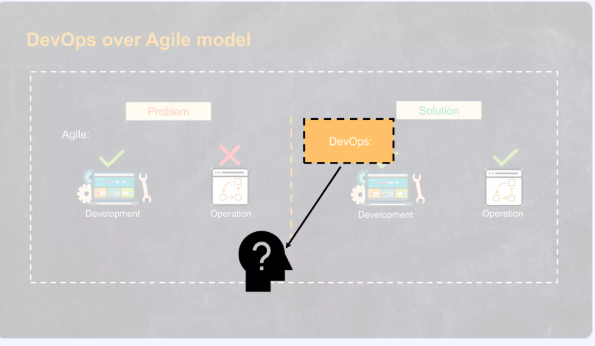 DevOps over Agile model
Problem
Solution
Agile:
DevOps:
Development
Operation
Development
Operation
?